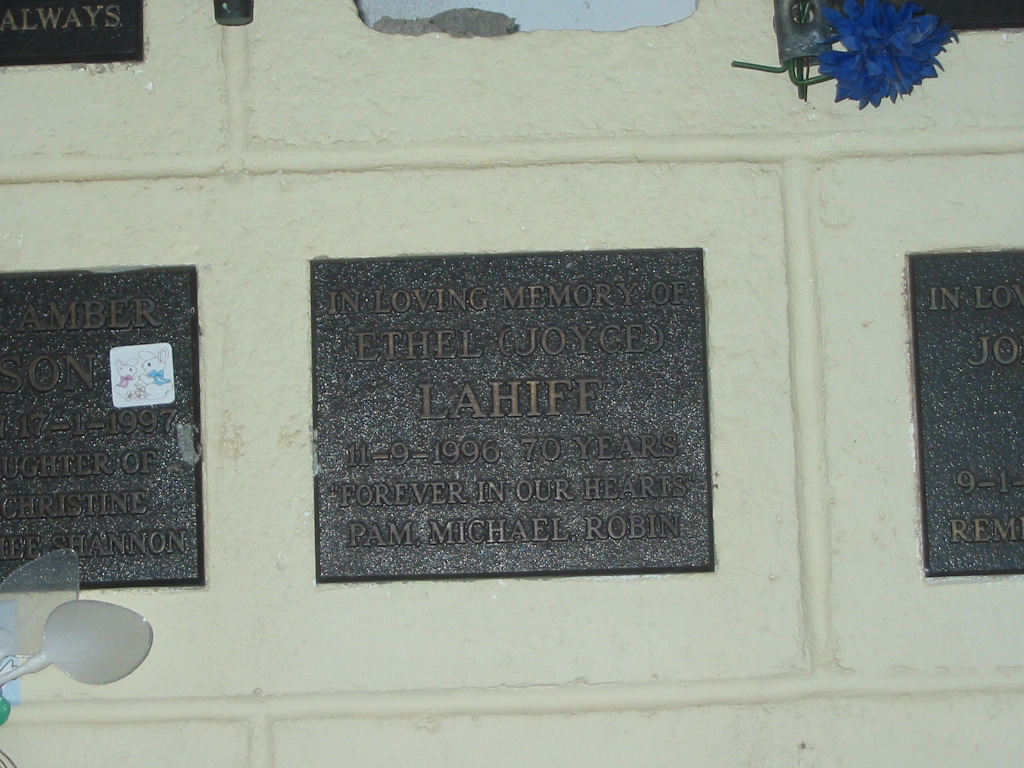 ALWAYS
AMBER
SON
17-1-1997
UGHTER OF
CHRISTINE
SHANNON
IN LOVING MEMORY OF
ETHEL (JOYCE)
LAHIFF
11-9-1996 70 YEARS
"FOREVER IN OUR HEARTS"
PAM, MICHAEL, ROBIN
IN LOV
JO
9-1-
REM